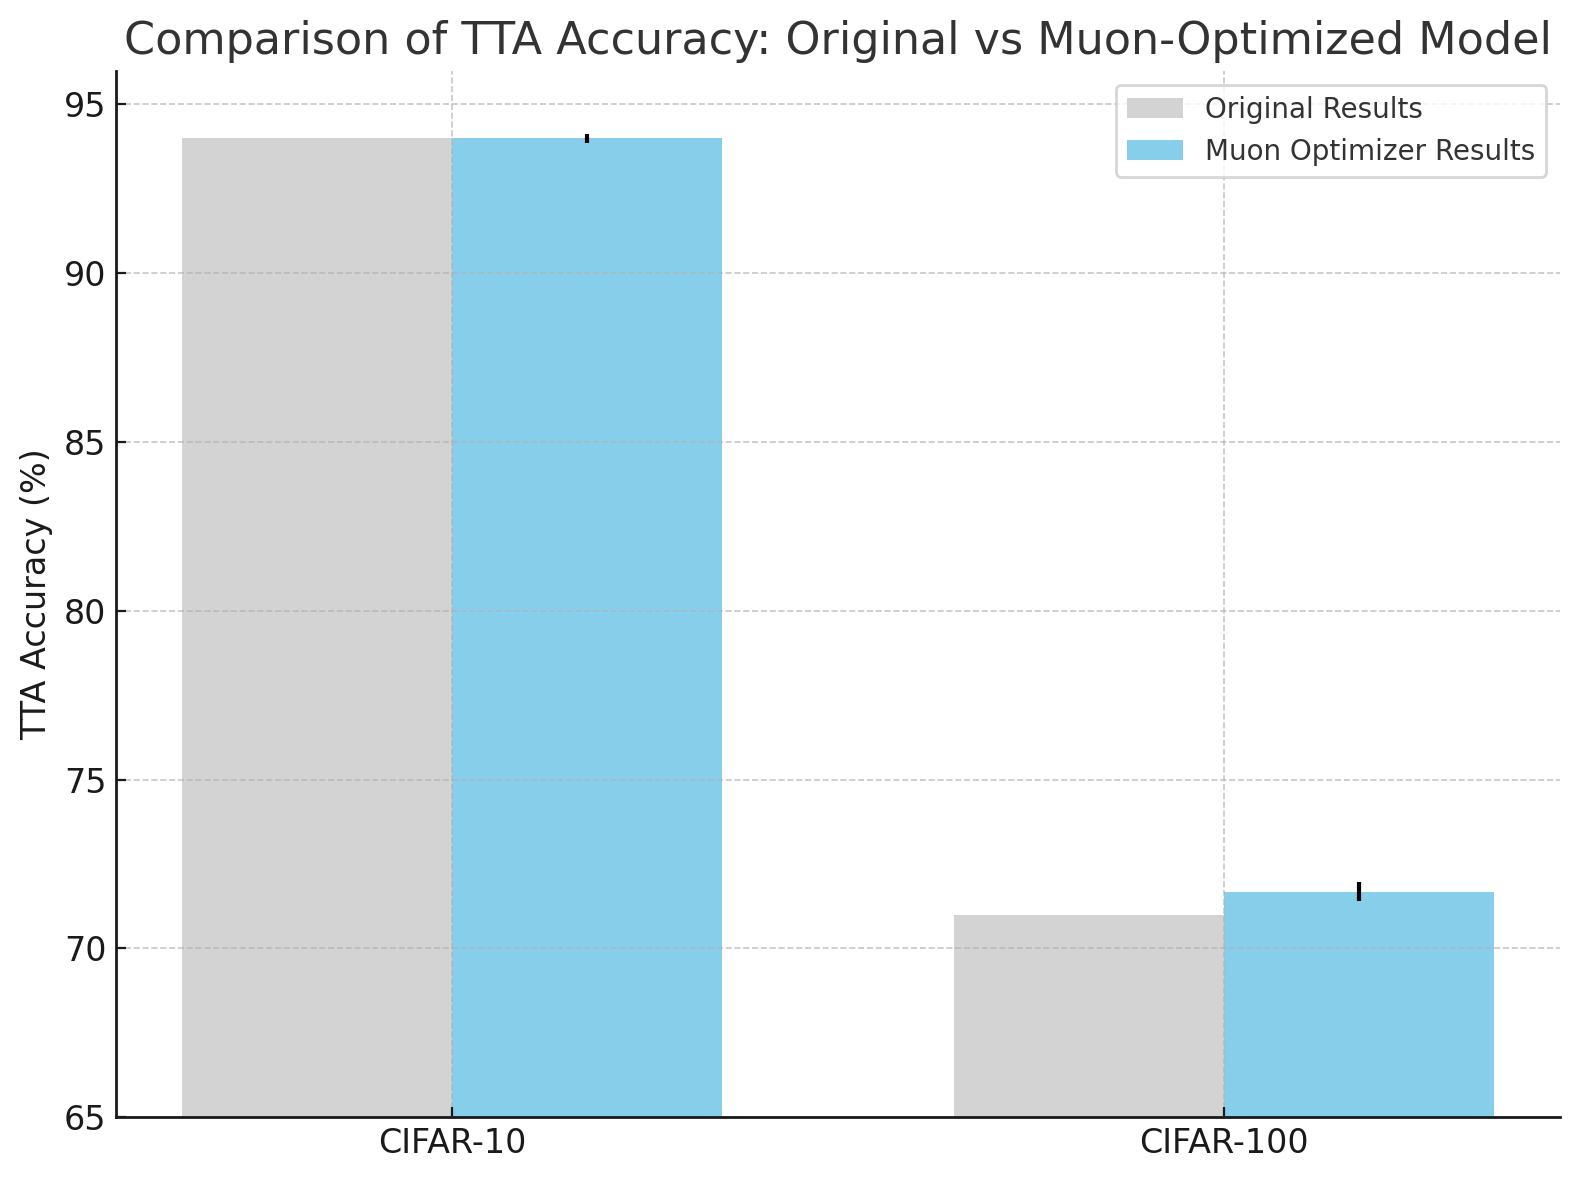 Comparison of TTA Accuracy: Original vs Muon-Optimized Model
Original Results
Muon Optimizer Results
TTA Accuracy (%)
95
90
85
80
75
70
65
CIFAR-10
CIFAR-100